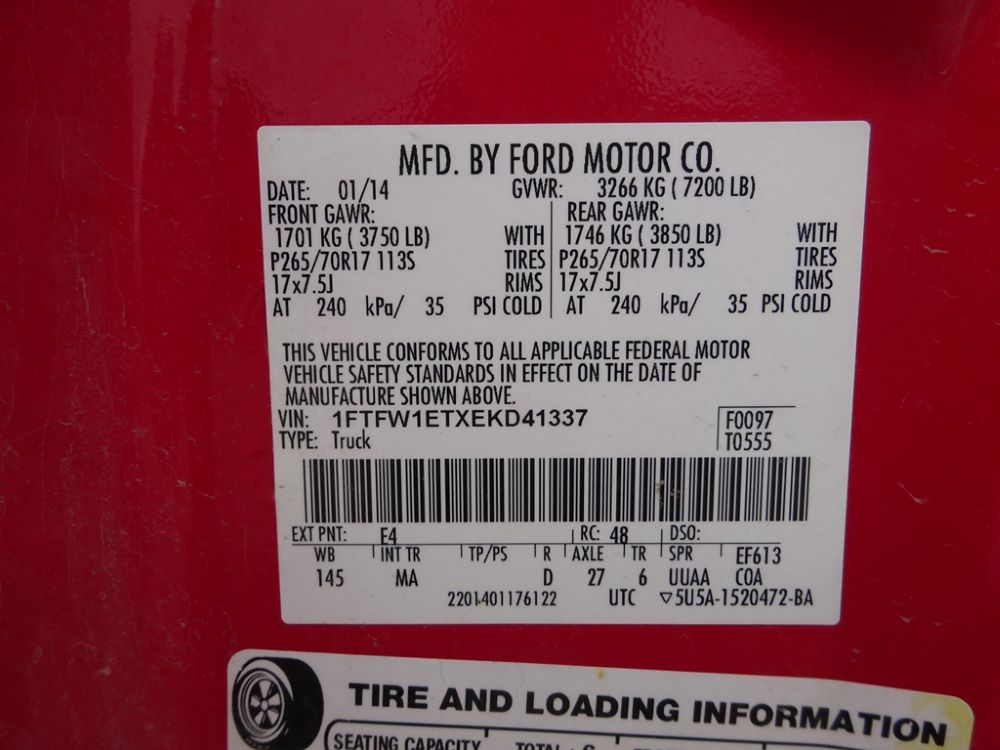 MFD. BY FORD MOTOR CO.
DATE: 01/14 GVWR: 3266 KG ( 7200 LB)
FRONT GAWR: REAR GAWR:
1701 KG ( 3750 LB) WITH 1746 KG ( 3850 LB) WITH
P265/70R17 113S TIRES P265/70R17 113S TIRES
17x7.5J RIMS 17x7.5J RIMS
AT 240 kPa/ 35 PSI COLD AT 240 kPa/ 35 PSI COLD
THIS VEHICLE CONFORMS TO ALL APPLICABLE FEDERAL MOTOR
VEHICLE SAFETY STANDARDS IN EFFECT ON THE DATE OF
MANUFACTURE SHOWN ABOVE.
VIN: 1FTFW1ETXEKD41337 F0097
TYPE: Truck T0555
EXT PNT: E4 RC: 48 DSO:
WB INT TR TP/PS R AXLE TR SPR EF613
145 MA D 27 6 UUAA COA
2201401176122 UTC ▽5U5A-1520472-BA
TIRE AND LOADING INFORMATION
SEATING CAPACITY